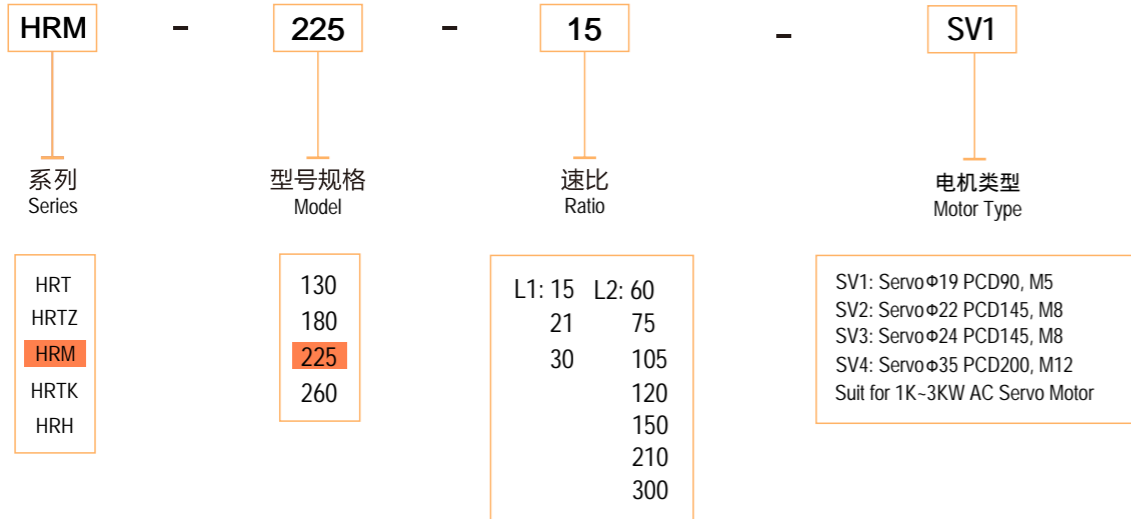 HRM - 225 - 15 - SV1
系列 型号规格 速比 电机类型
Series Model Ratio Motor Type
HRT
HRTZ
HRM
HRTK
HRH
130
180
225
260
L1: 15 L2: 60
21 75
30 105
120
150
210
300
SV1: ServoΦ19 PCD90, M5
SV2: ServoΦ22 PCD145, M8
SV3: ServoΦ24 PCD145, M8
SV4: ServoΦ35 PCD200, M12
Suit for 1K~3KW AC Servo Motor